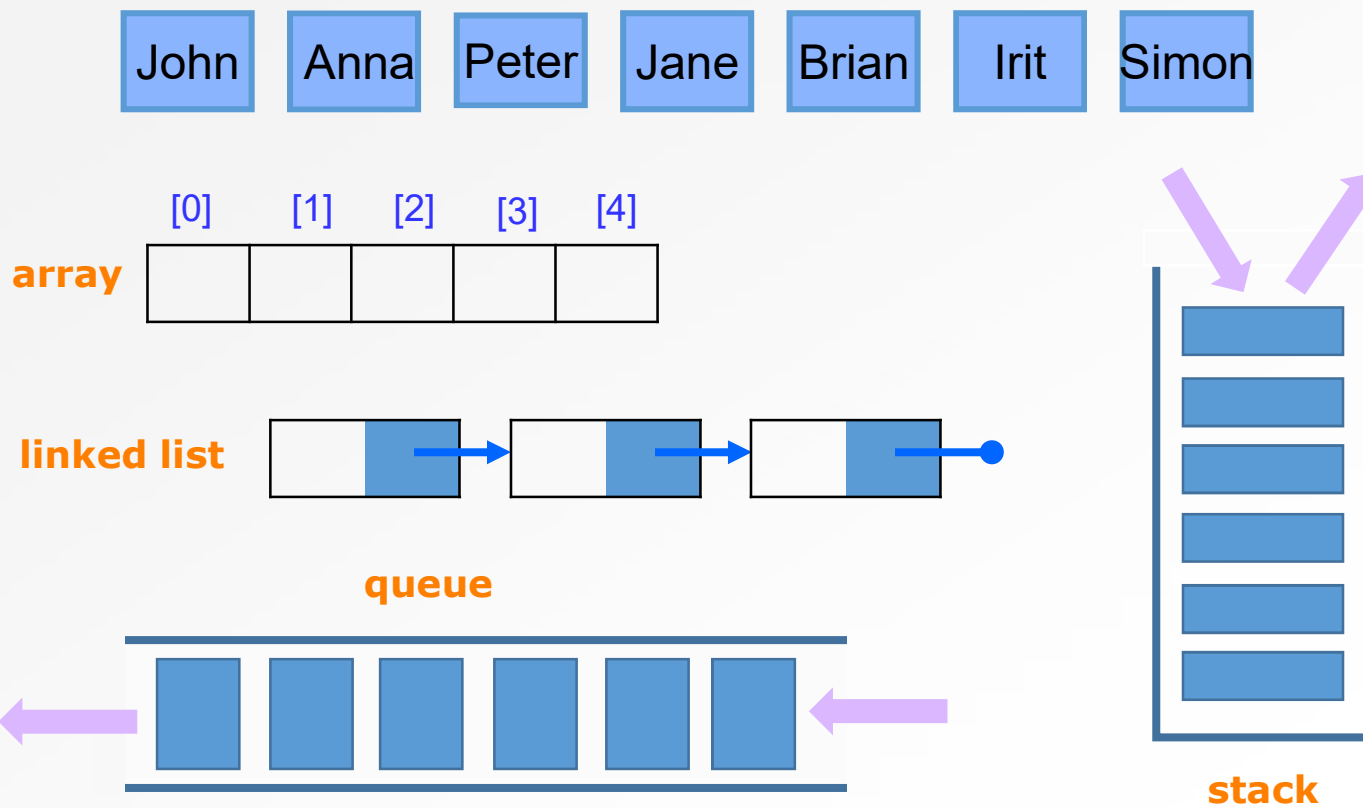 John Anna Peter Jane Brian Irit Simon
[0] [1] [2] [3] [4]
array
linked list
queue
stack